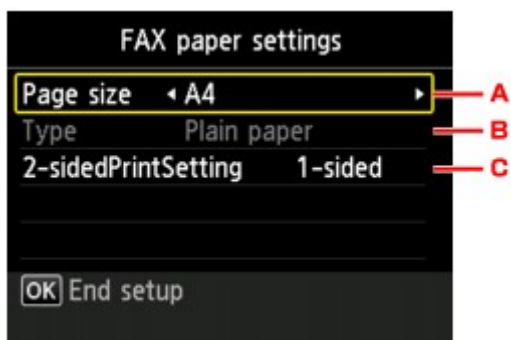 FAX paper settings
Page size A4 A
Type Plain paper B
2-sidedPrintSetting 1-sided C
OK End setup